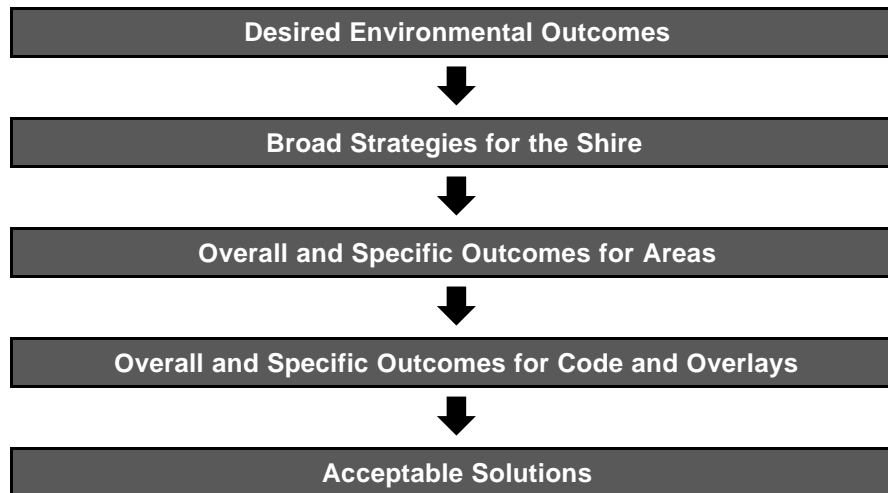 Desired Environmental Outcomes
Broad Strategies for the Shire
Overall and Specific Outcomes for Areas
Overall and Specific Outcomes for Code and Overlays
Acceptable Solutions